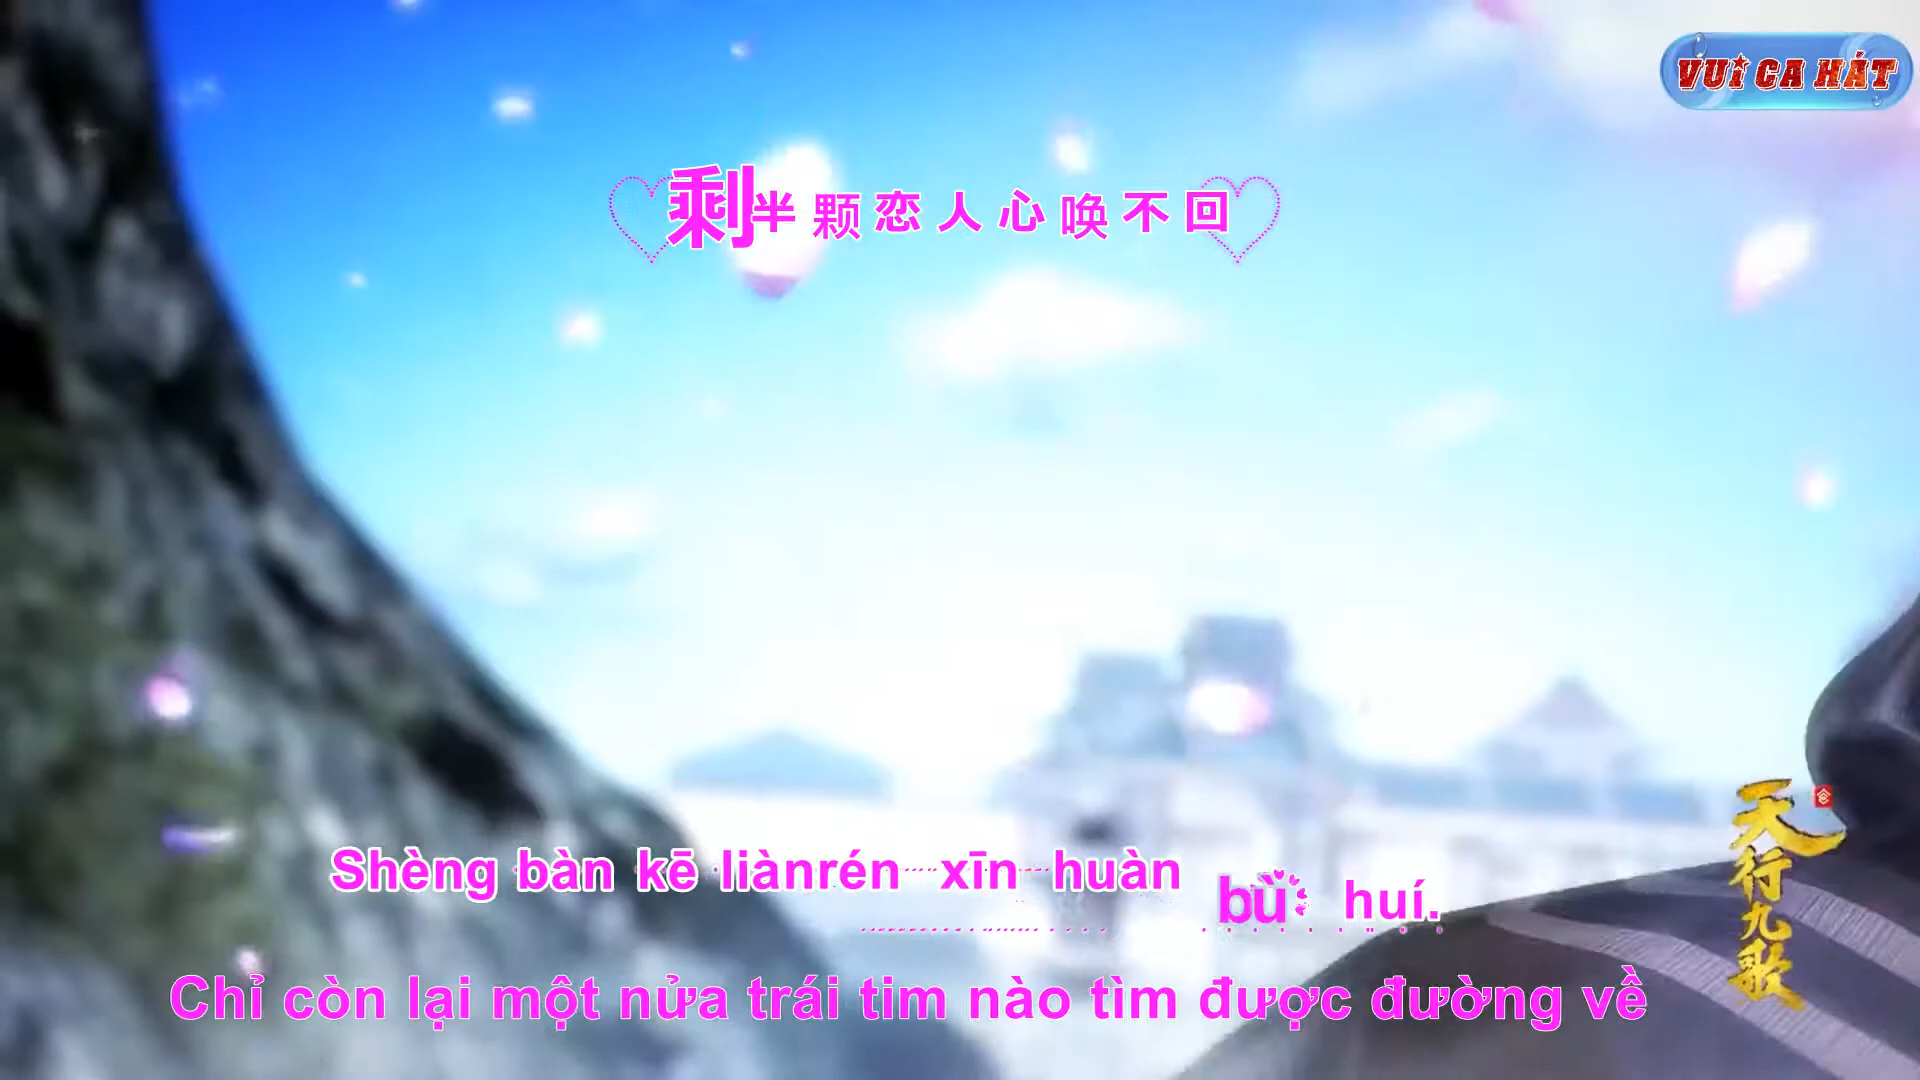 VUI CA HÁT
剩半颗恋人心唤不回
Shèng bàn kē liànrén xīn huàn bù huí.
Chỉ còn lại một nửa trái tim nào tìm được đường về
天行九歌